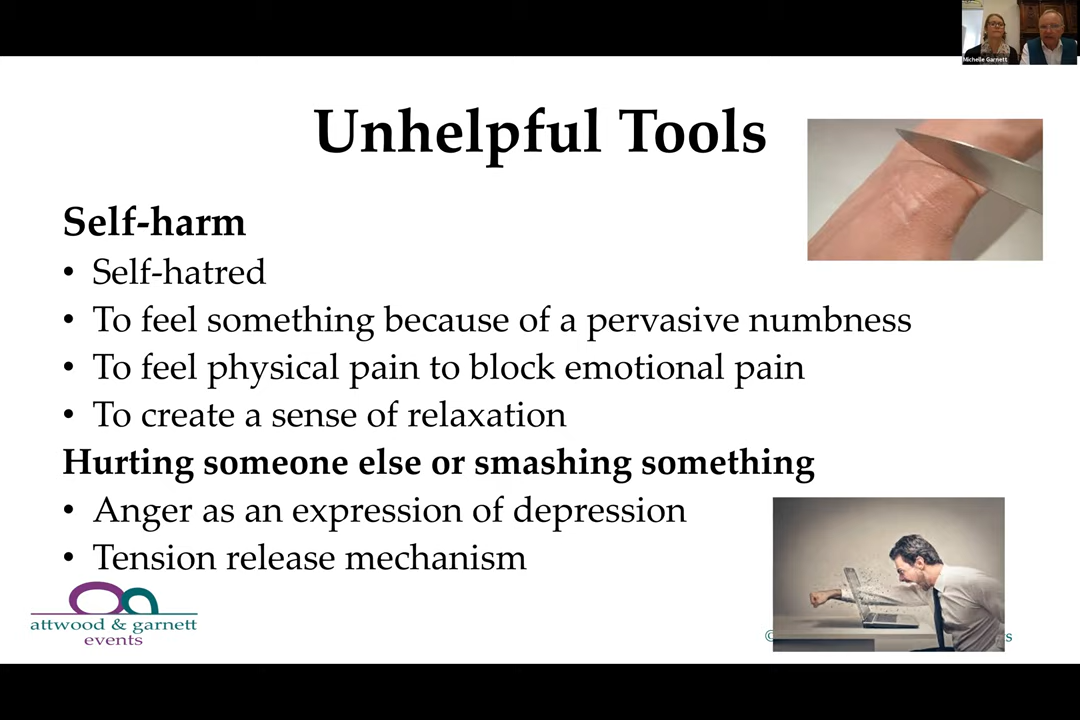 Michelle Garnett
Unhelpful Tools
Self-harm
• Self-hatred
• To feel something because of a pervasive numbness
• To feel physical pain to block emotional pain
• To create a sense of relaxation
Hurting someone else or smashing something
• Anger as an expression of depression
• Tension release mechanism
attwood & garnett
events
©